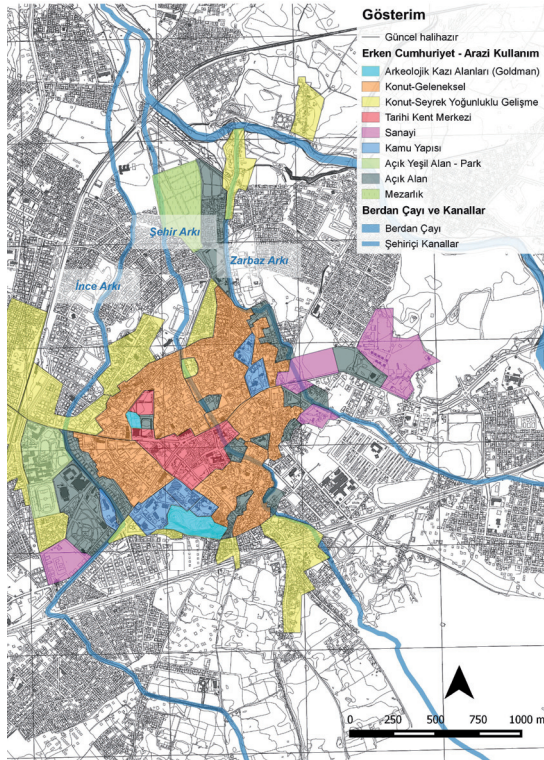 Gösterim
Güncel halihazır
Erken Cumhuriyet - Arazi Kullanım
Arkeolojik Kazı Alanları (Goldman)
Konut-Geleneksel
Konut-Seyrek Yoğunluklu Gelişme
Tarihi Kent Merkezi
Sanayi
Kamu Yapısı
Açık Yeşil Alan - Park
Açık Alan
Mezarlık
Berdan Çayı ve Kanallar
Berdan Çayı
Şehiriçi Kanallar
Şehir Arkı
Zarbaz Arkı
İnce Arkı
0 250 500 750 1000 m